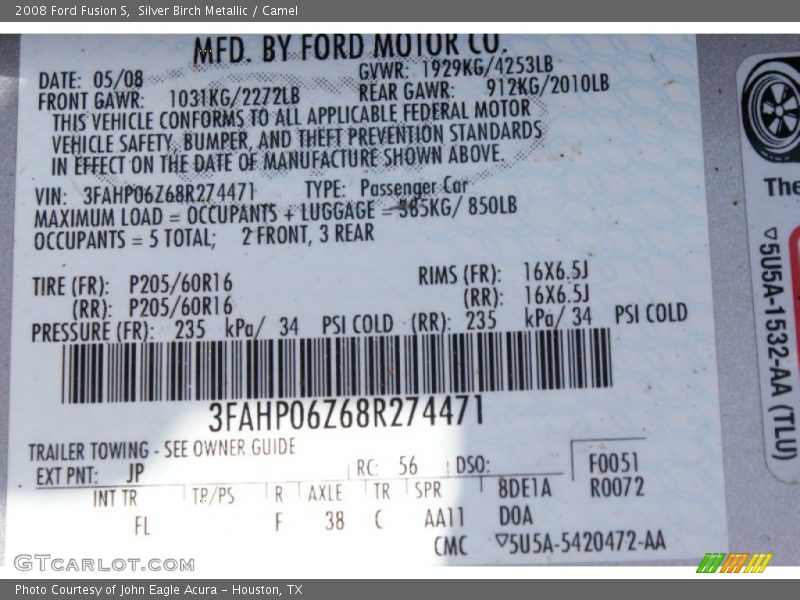 2008 Ford Fusion S,  Silver Birch Metallic / Camel
MFD. BY FORD MOTOR CO.
DATE: 05/08
GVWR: 1929KG/4253LB
FRONT GAWR: 1031KG/2272LB
REAR GAWR: 912KG/2010LB
THIS VEHICLE CONFORMS TO ALL APPLICABLE FEDERAL MOTOR
VEHICLE SAFETY, BUMPER, AND THEFT PREVENTION STANDARDS
IN EFFECT ON THE DATE OF MANUFACTURE SHOWN ABOVE.
VIN: 3FAHP06Z68R274471 TYPE: Passenger Car
MAXIMUM LOAD = OCCUPANTS + LUGGAGE = 385KG/ 850LB
OCCUPANTS = 5 TOTAL; 2 FRONT, 3 REAR
TIRE (FR): P205/60R16 RIMS (FR): 16X6.5J
(RR): P205/60R16 (RR): 16X6.5J
PRESSURE (FR): 235 kPa/ 34 PSI COLD (RR): 235 kPa/ 34 PSI COLD
3FAHP06Z68R274471
TRAILER TOWING - SEE OWNER GUIDE
EXT PNT: JP RC: 56 DSO: F0051
INT TR TP/PS R AXLE TR SPR 8DE1A R0072
FL F 38 C AA11 D0A
CMC ▽5U5A-5420472-AA
The
▽5U5A-1532-AA (TLU)
GTCARLOT.COM
Photo Courtesy of John Eagle Acura - Houston, TX